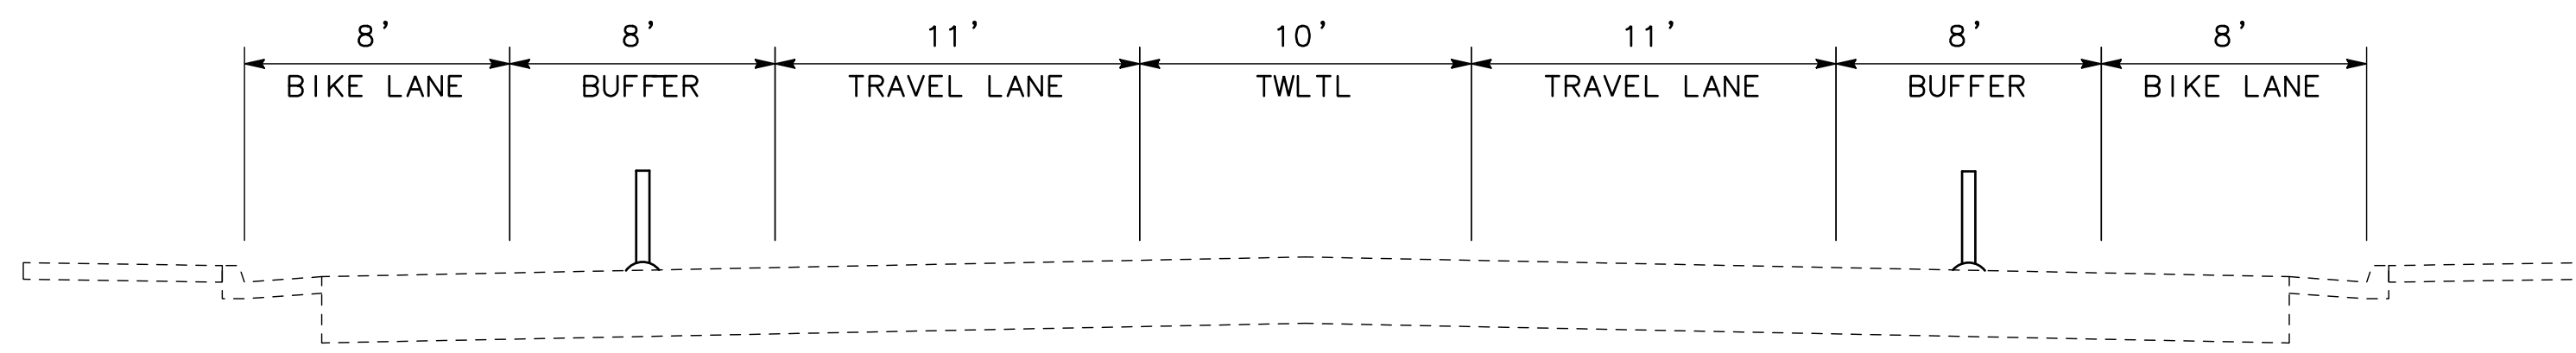 8' 8' 11' 10' 11' 8' 8'
BIKE LANE BUFFER TRAVEL LANE TWLTL TRAVEL LANE BUFFER BIKE LANE